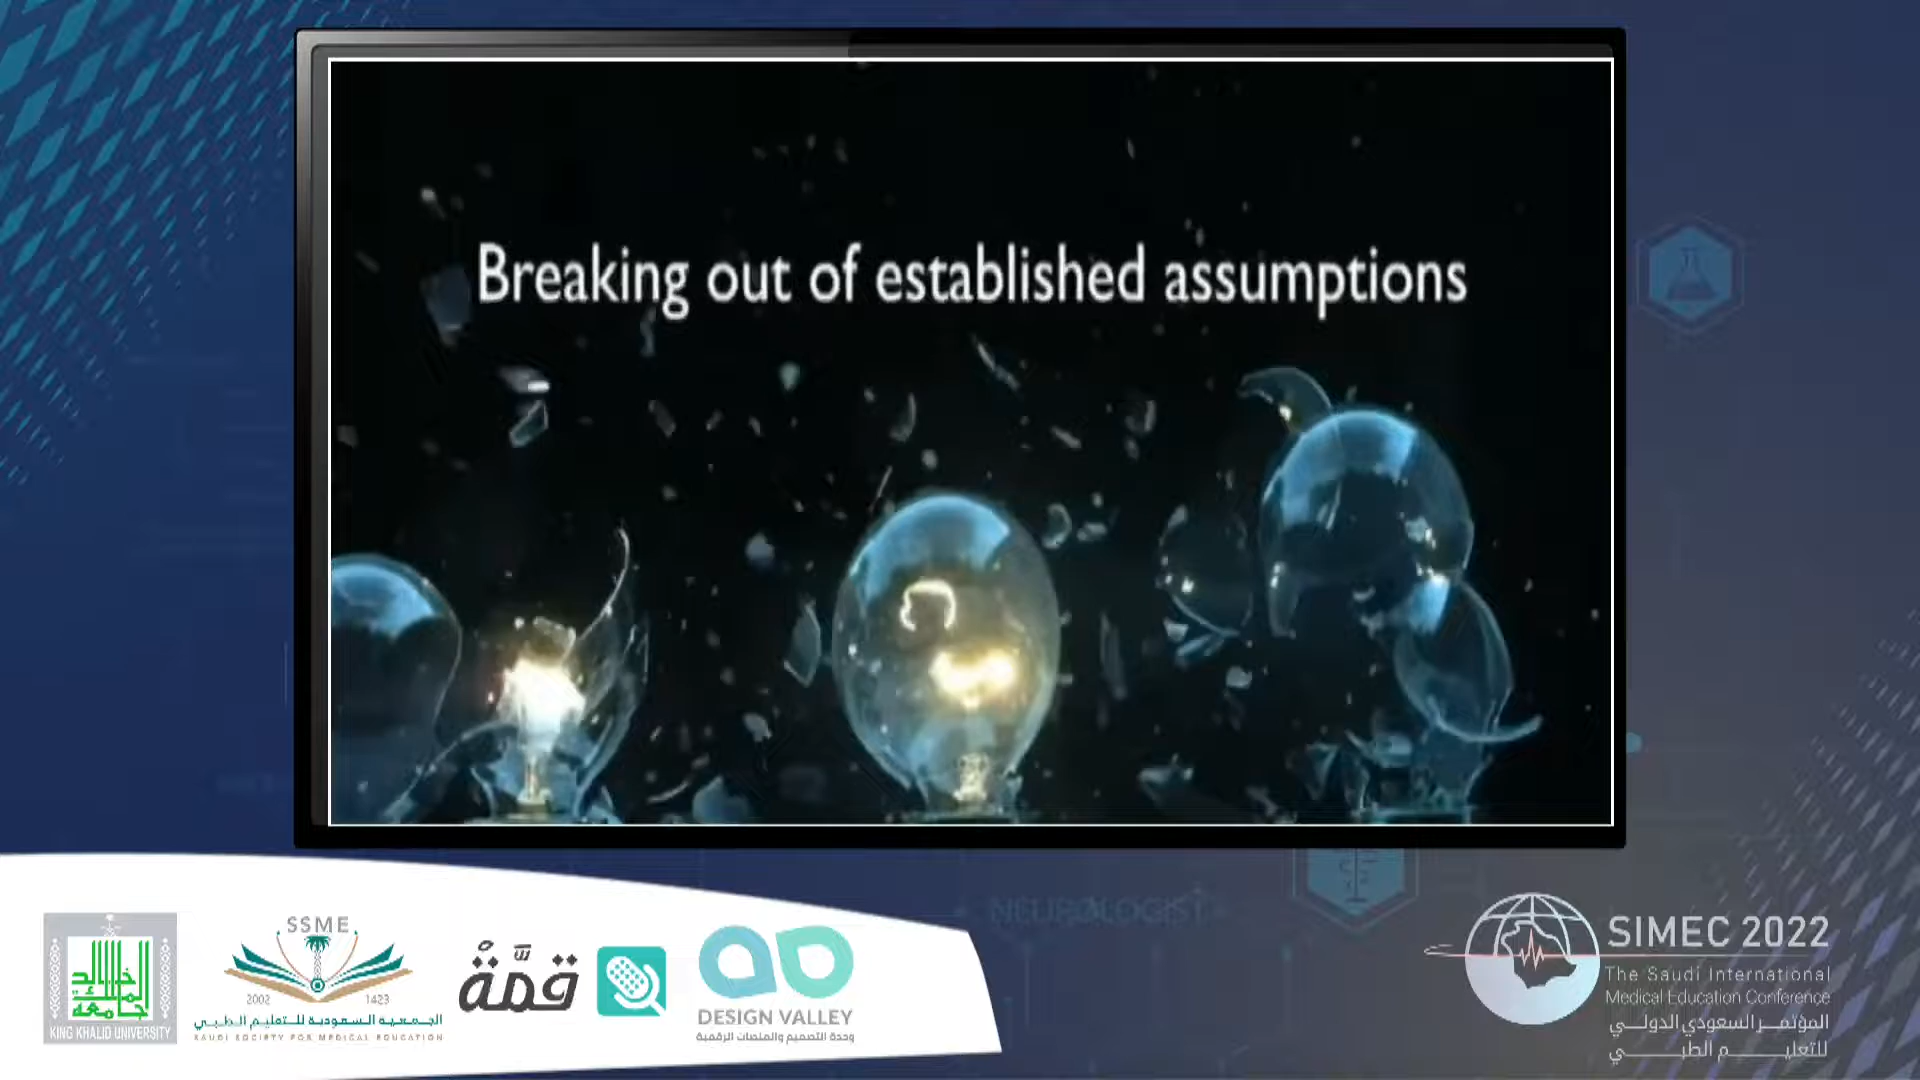 Breaking out of established assumptions
NEUROLOGIST
جامعة
الملك
خالد
KING KHALID UNIVERSITY
SSME
2002 1423
الجمعية السعودية للتعليم الطبي
SAUDI SOCIETY FOR MEDICAL EDUCATION
قمّة
DESIGN VALLEY
وحدة التصميم والمنصات الرقمية
SIMEC 2022
The Saudi International
Medical Education Conference
المؤتمر السعودي الدولي
للتعليم الطبي